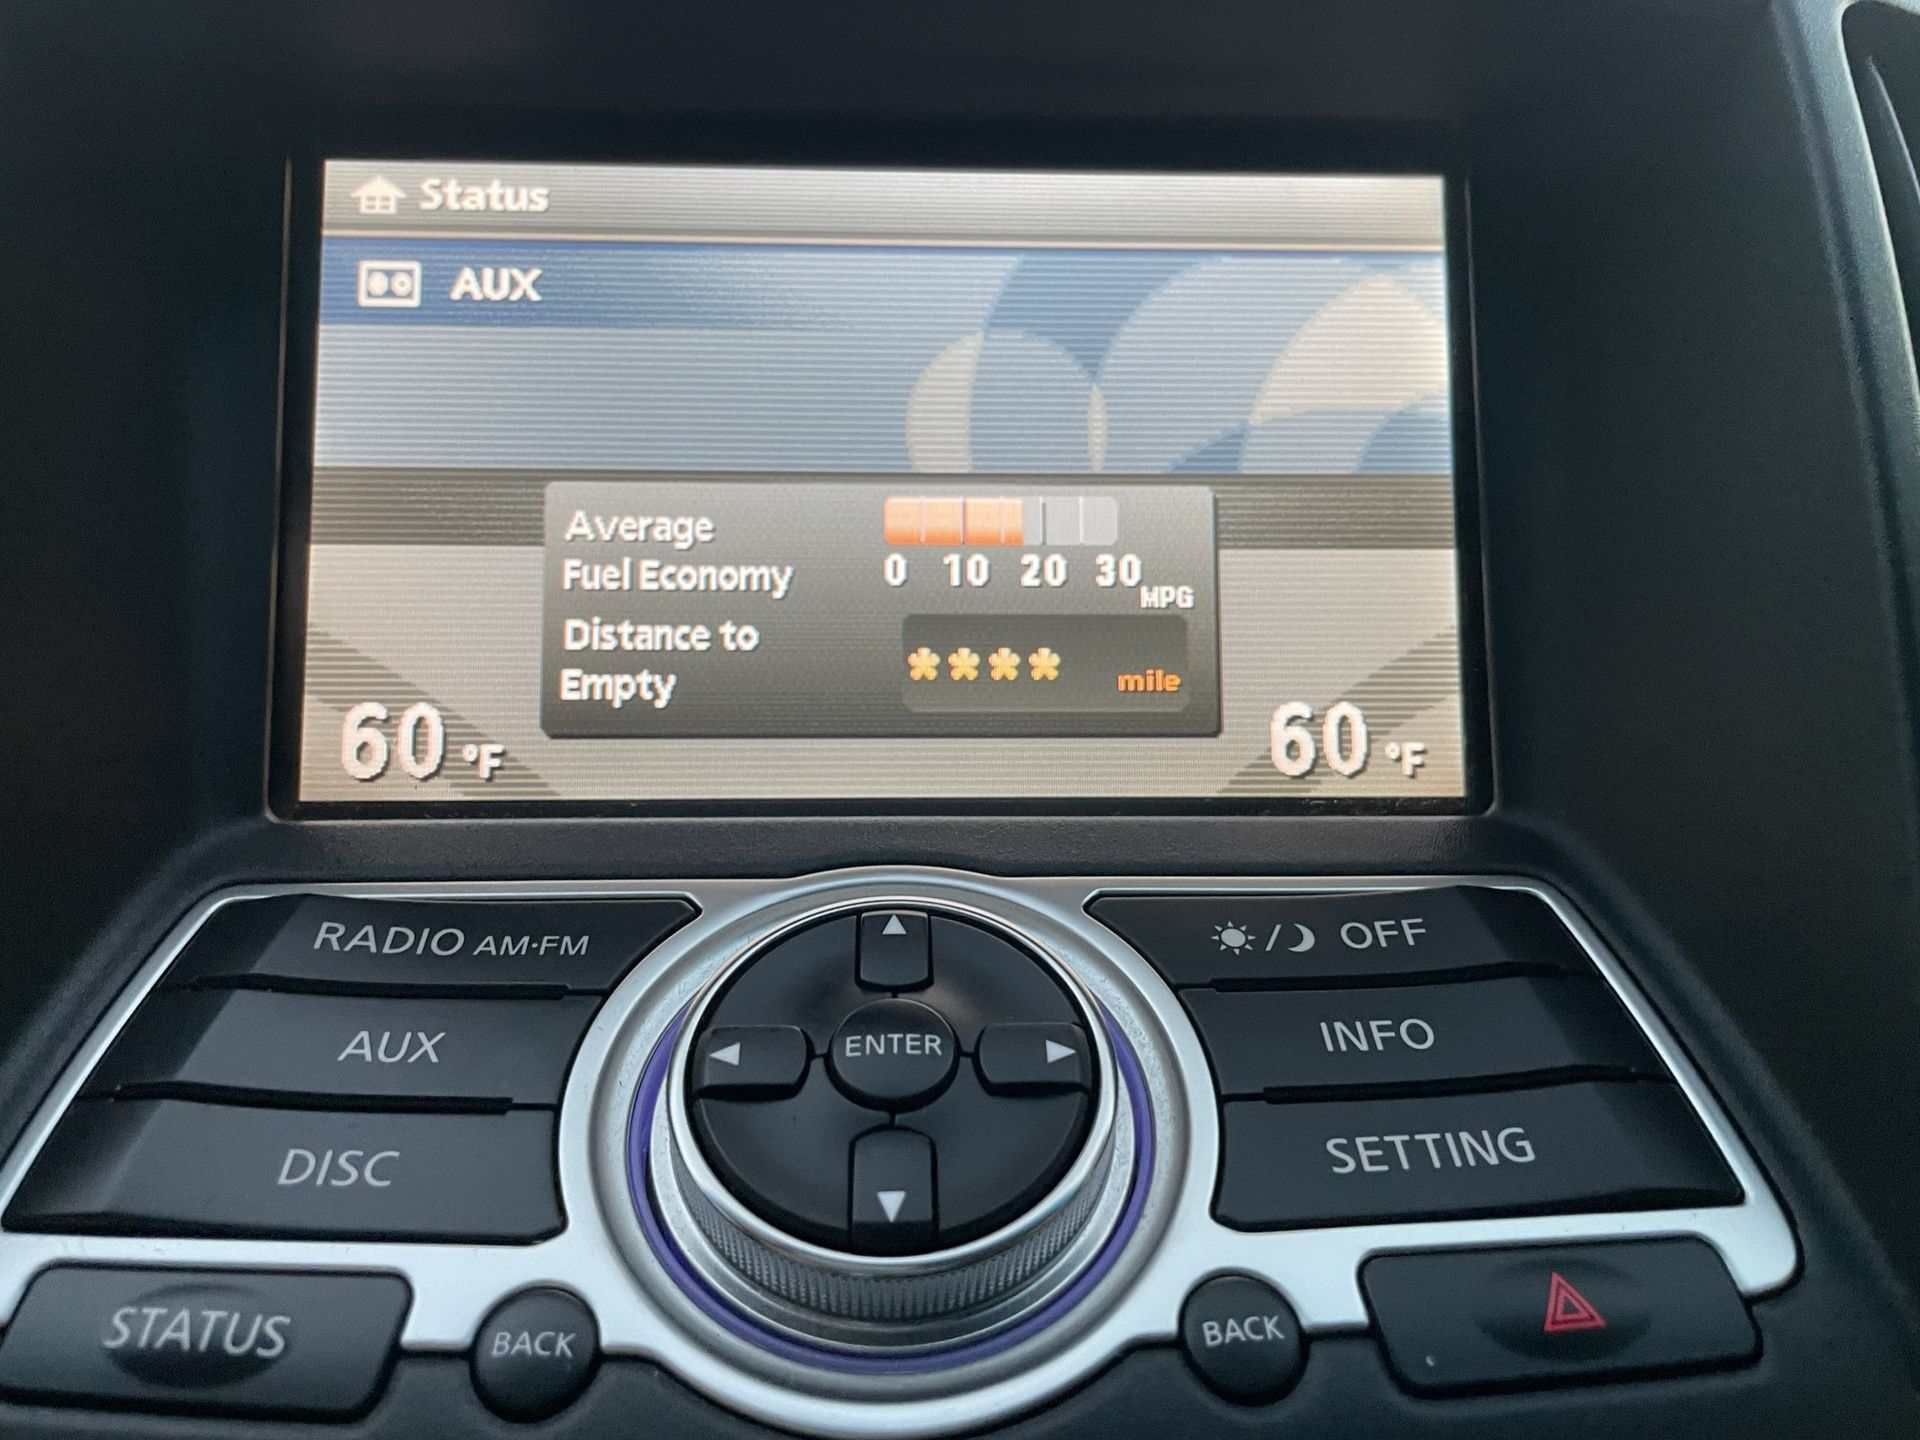 Status
AUX
Average
Fuel Economy
0 10 20 30 MPG
Distance to
Empty
**** mile
60 °F
60 °F
RADIO AM·FM
AUX
DISC
STATUS
BACK
ENTER
OFF
INFO
SETTING
BACK